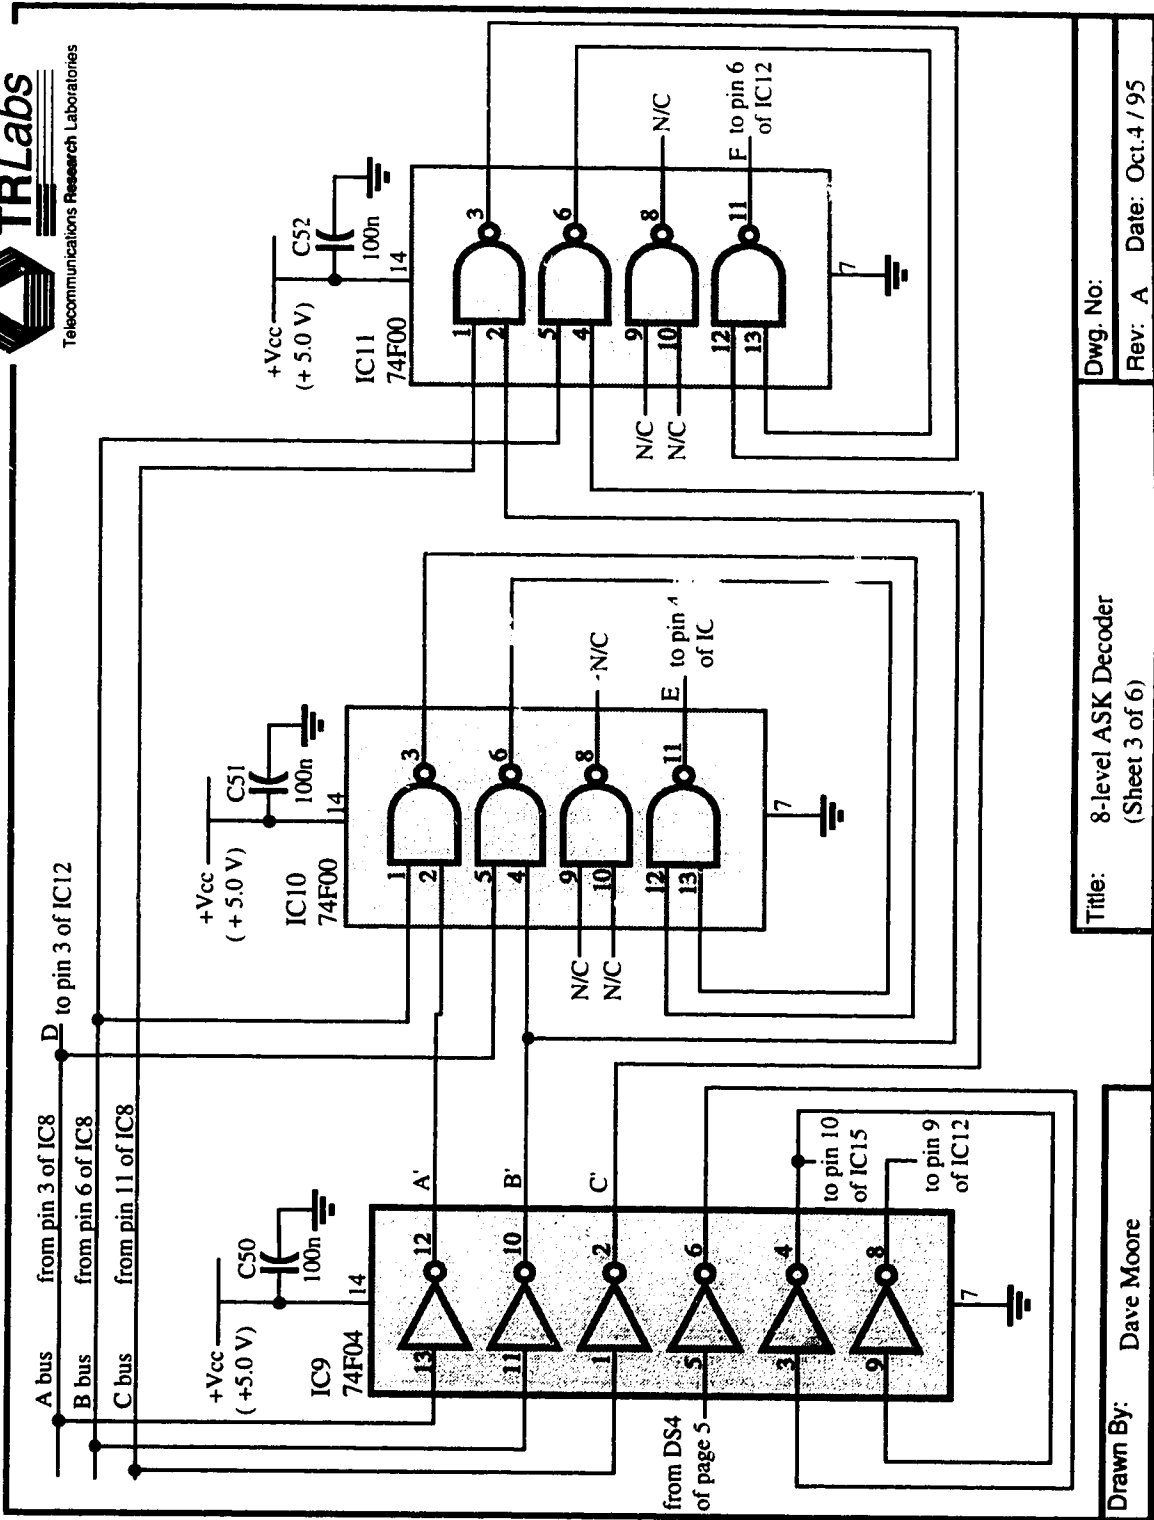 TRLabs
Telecommunications Research Laboratories
A bus from pin 3 of IC8
D to pin 3 of IC12
B bus from pin 6 of IC8
C bus from pin 11 of IC8
+Vcc
(+5.0 V)
C50
100n
14
IC9
74F04
13
12
A'
11
10
B'
1
2
C'
from DS4
of page 5
5
6
3
4
to pin 10
of IC15
9
8
to pin 9
of IC12
7
+Vcc
(+ 5.0 V)
C51
100n
14
IC10
74F00
1
2
3
5
4
6
N/C
N/C
9
10
8
N/C
12
13
11
E to pin
of IC
7
+Vcc
(+ 5.0 V)
C52
100n
14
IC11
74F00
1
2
3
5
4
6
N/C
N/C
9
10
8
N/C
12
13
11
F to pin 6
of IC12
7
Drawn By: Dave Moore
Title: 8-level ASK Decoder
(Sheet 3 of 6)
Dwg. No:
Rev: A Date: Oct.4 / 95